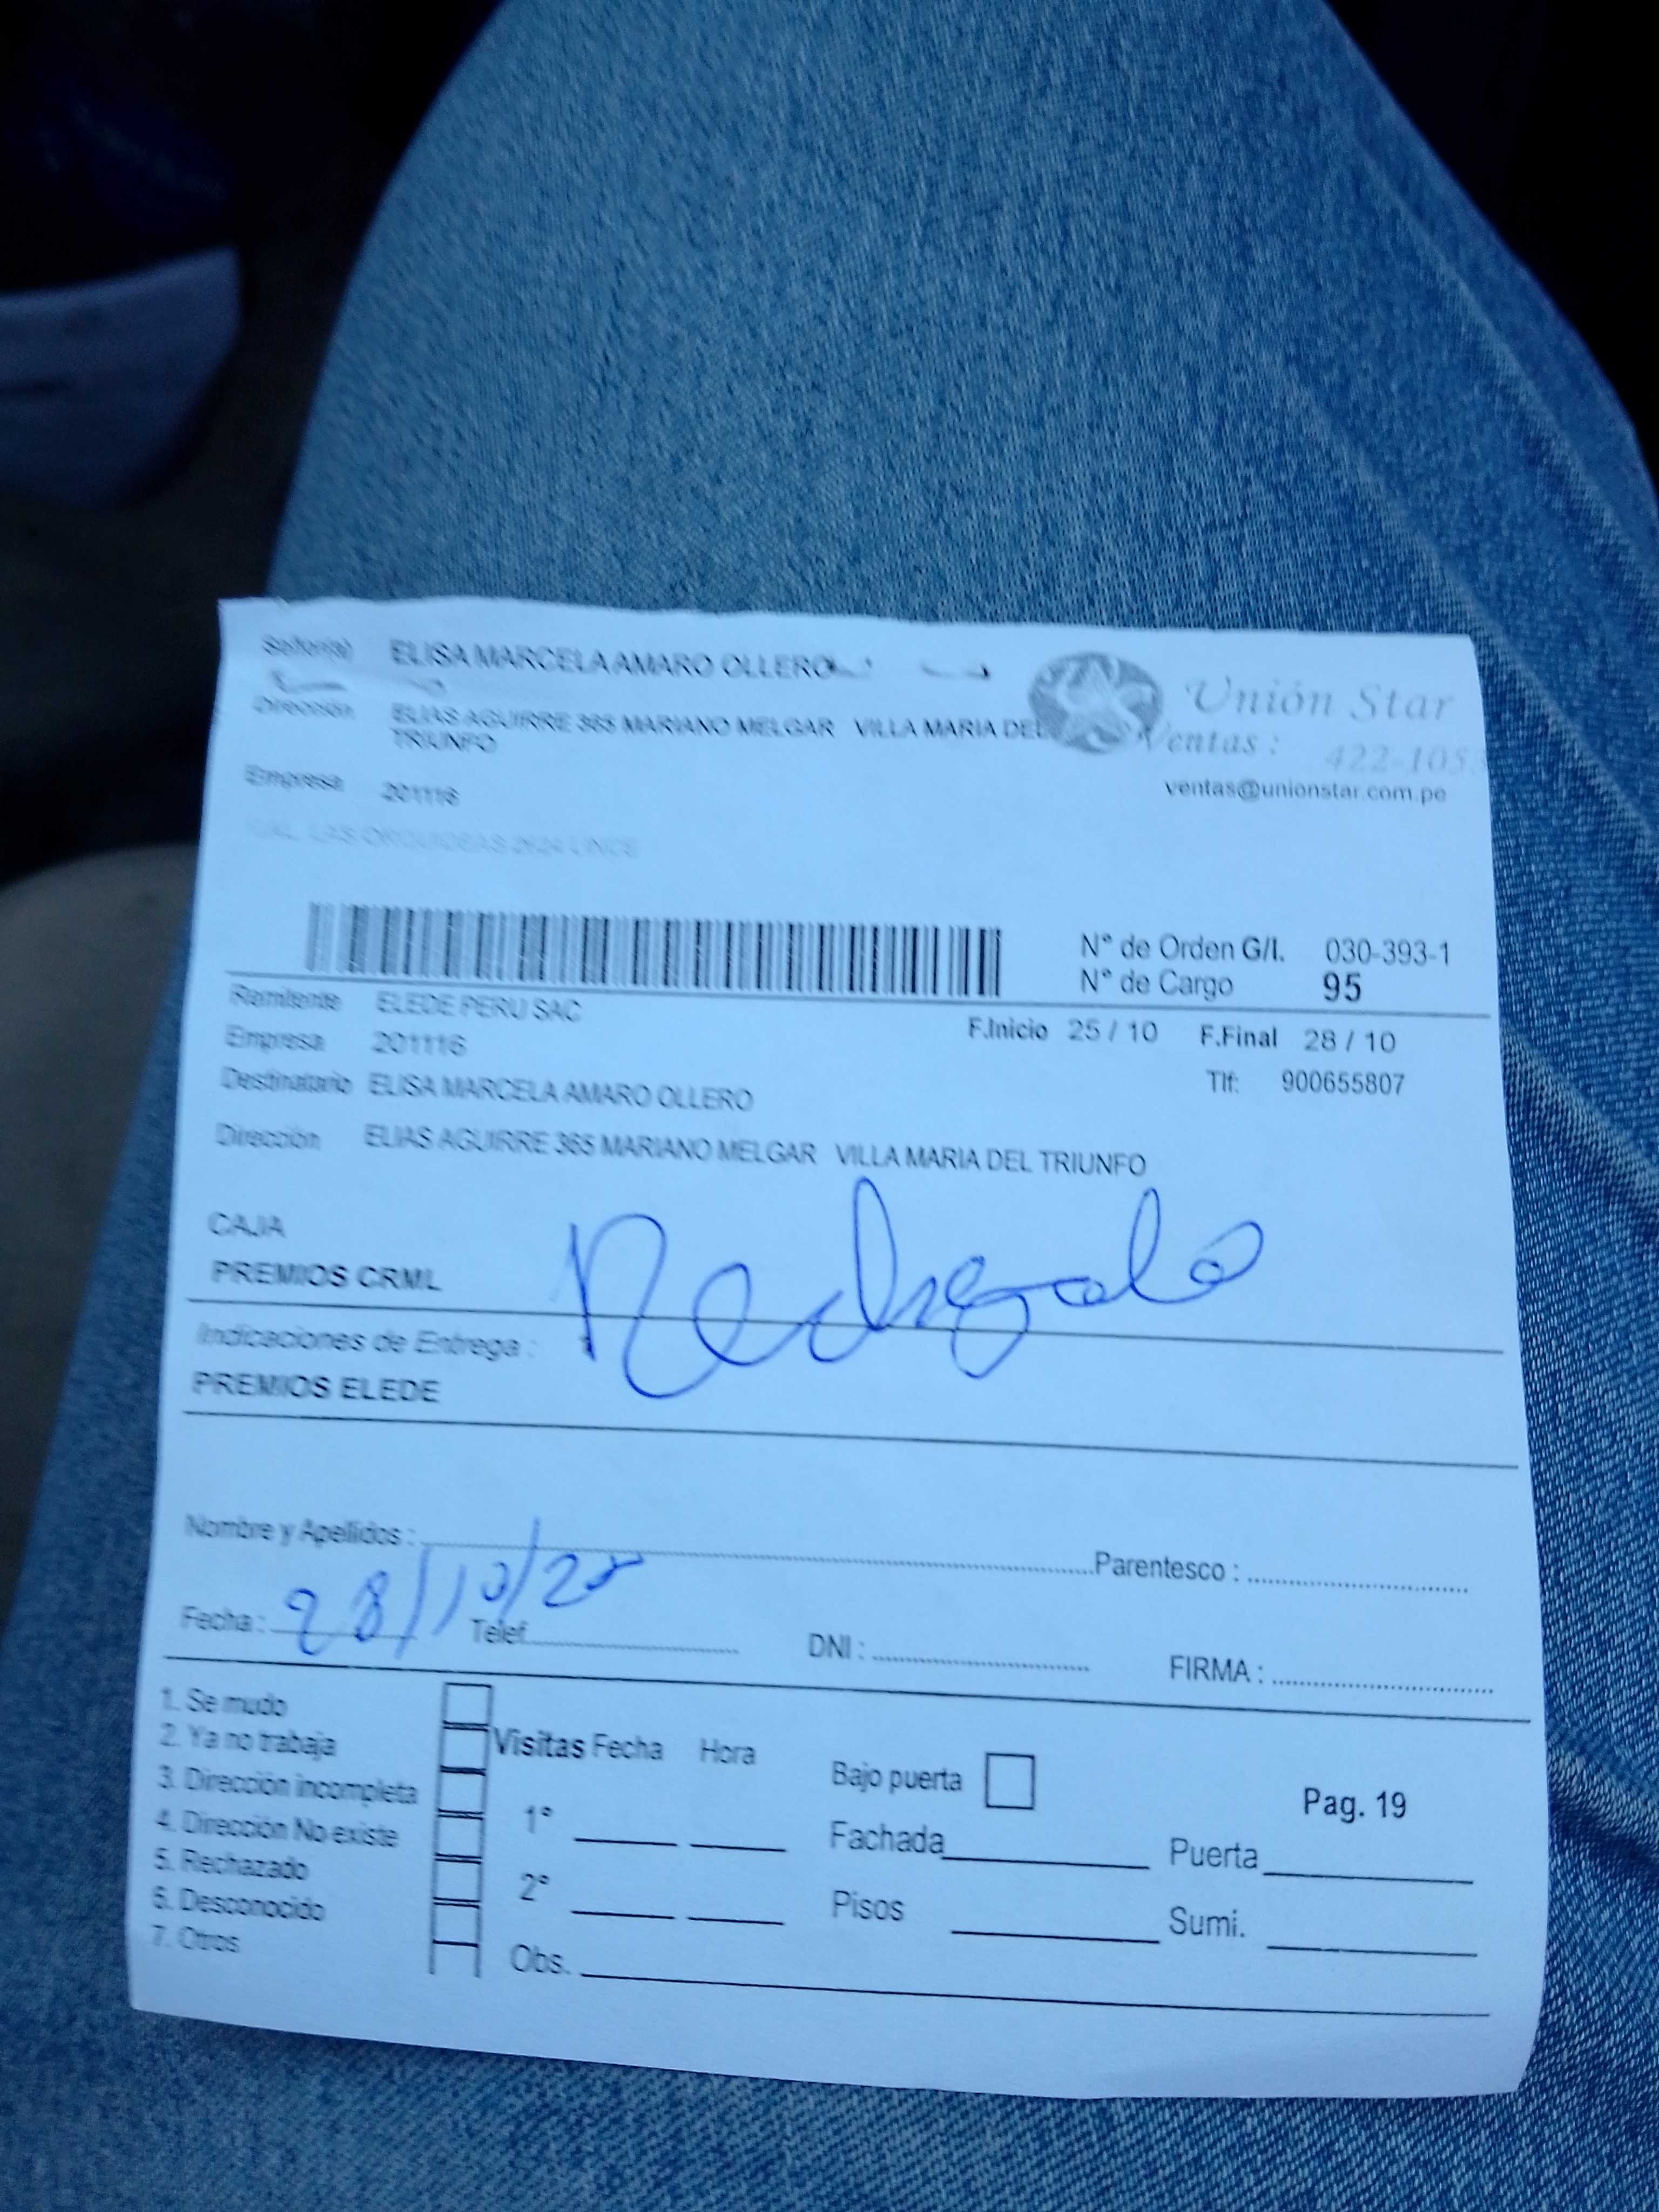 Señor(a) ELISA MARCELA AMARO OLLERO
Unión Star
Dirección ELIAS AGUIRRE 365 MARIANO MELGAR VILLA MARIA DEL
TRIUNFO
Ventas : 422-105
ventas@unionstar.com.pe
Empresa 201116
CAL. LAS ORQUIDEAS 2624 LINCE
N° de Orden G/I. 030-393-1
N° de Cargo 95
Remitente ELEDE PERU SAC
F.Inicio 25 / 10 F.Final 28 / 10
Empresa 201116
Tlf: 900655807
Destinatario ELISA MARCELA AMARO OLLERO
Dirección ELIAS AGUIRRE 365 MARIANO MELGAR VILLA MARIA DEL TRIUNFO
CAJA
PREMIOS CRML
Indicaciones de Entrega :
PREMIOS ELEDE
Nombre y Apellidos : Parentesco :
Fecha : 28/10/ Telef. DNI : FIRMA :
1. Se mudo
2. Ya no trabaja
3. Dirección incompleta
4. Dirección No existe
5. Rechazado
6. Desconocido
7. Otros
Visitas Fecha Hora
1°
2°
Obs.
Bajo puerta
Fachada Puerta
Pisos Sumi.
Pag. 19